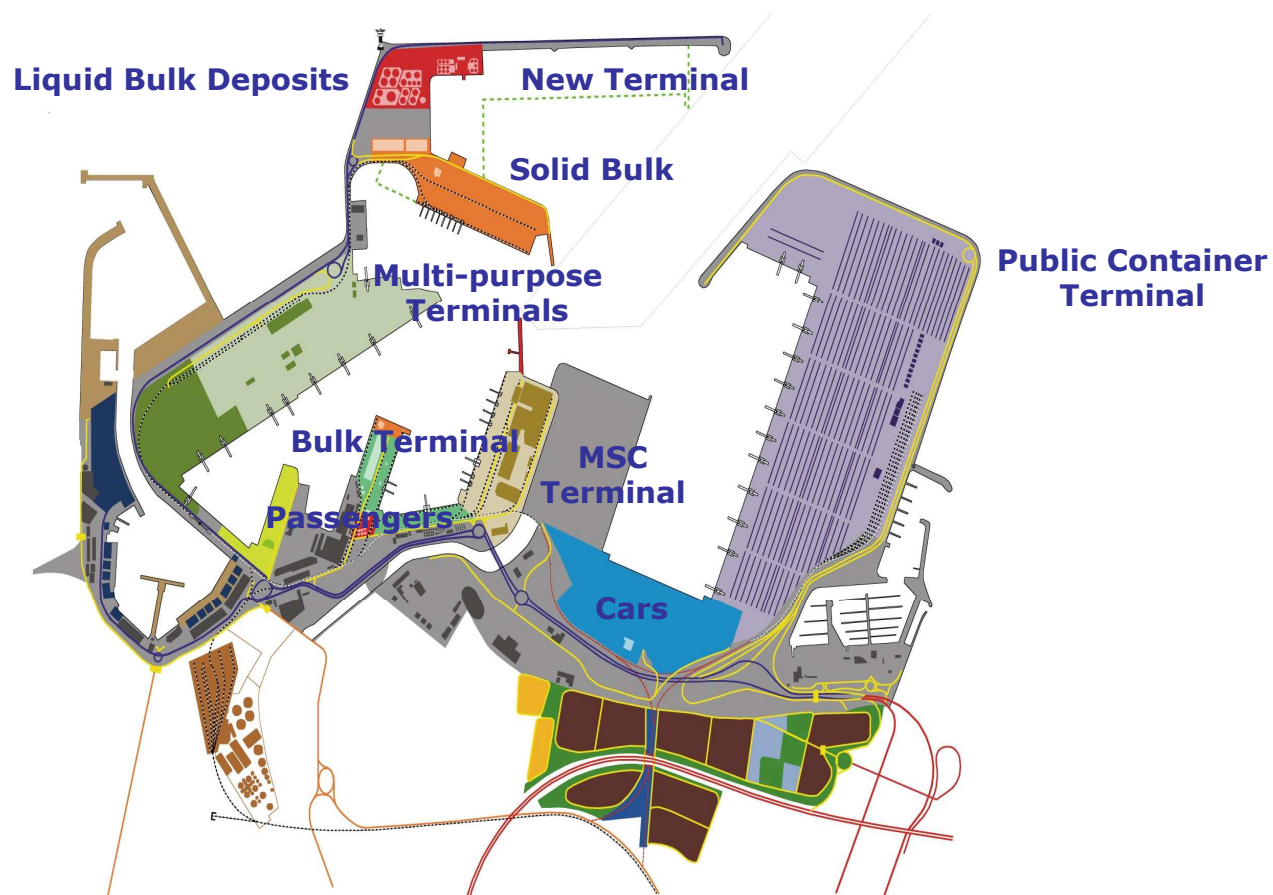 Liquid Bulk Deposits
New Terminal
Solid Bulk
Multi-purpose
Terminals
Public Container
Terminal
Bulk Terminal
MSC
Terminal
Passengers
Cars